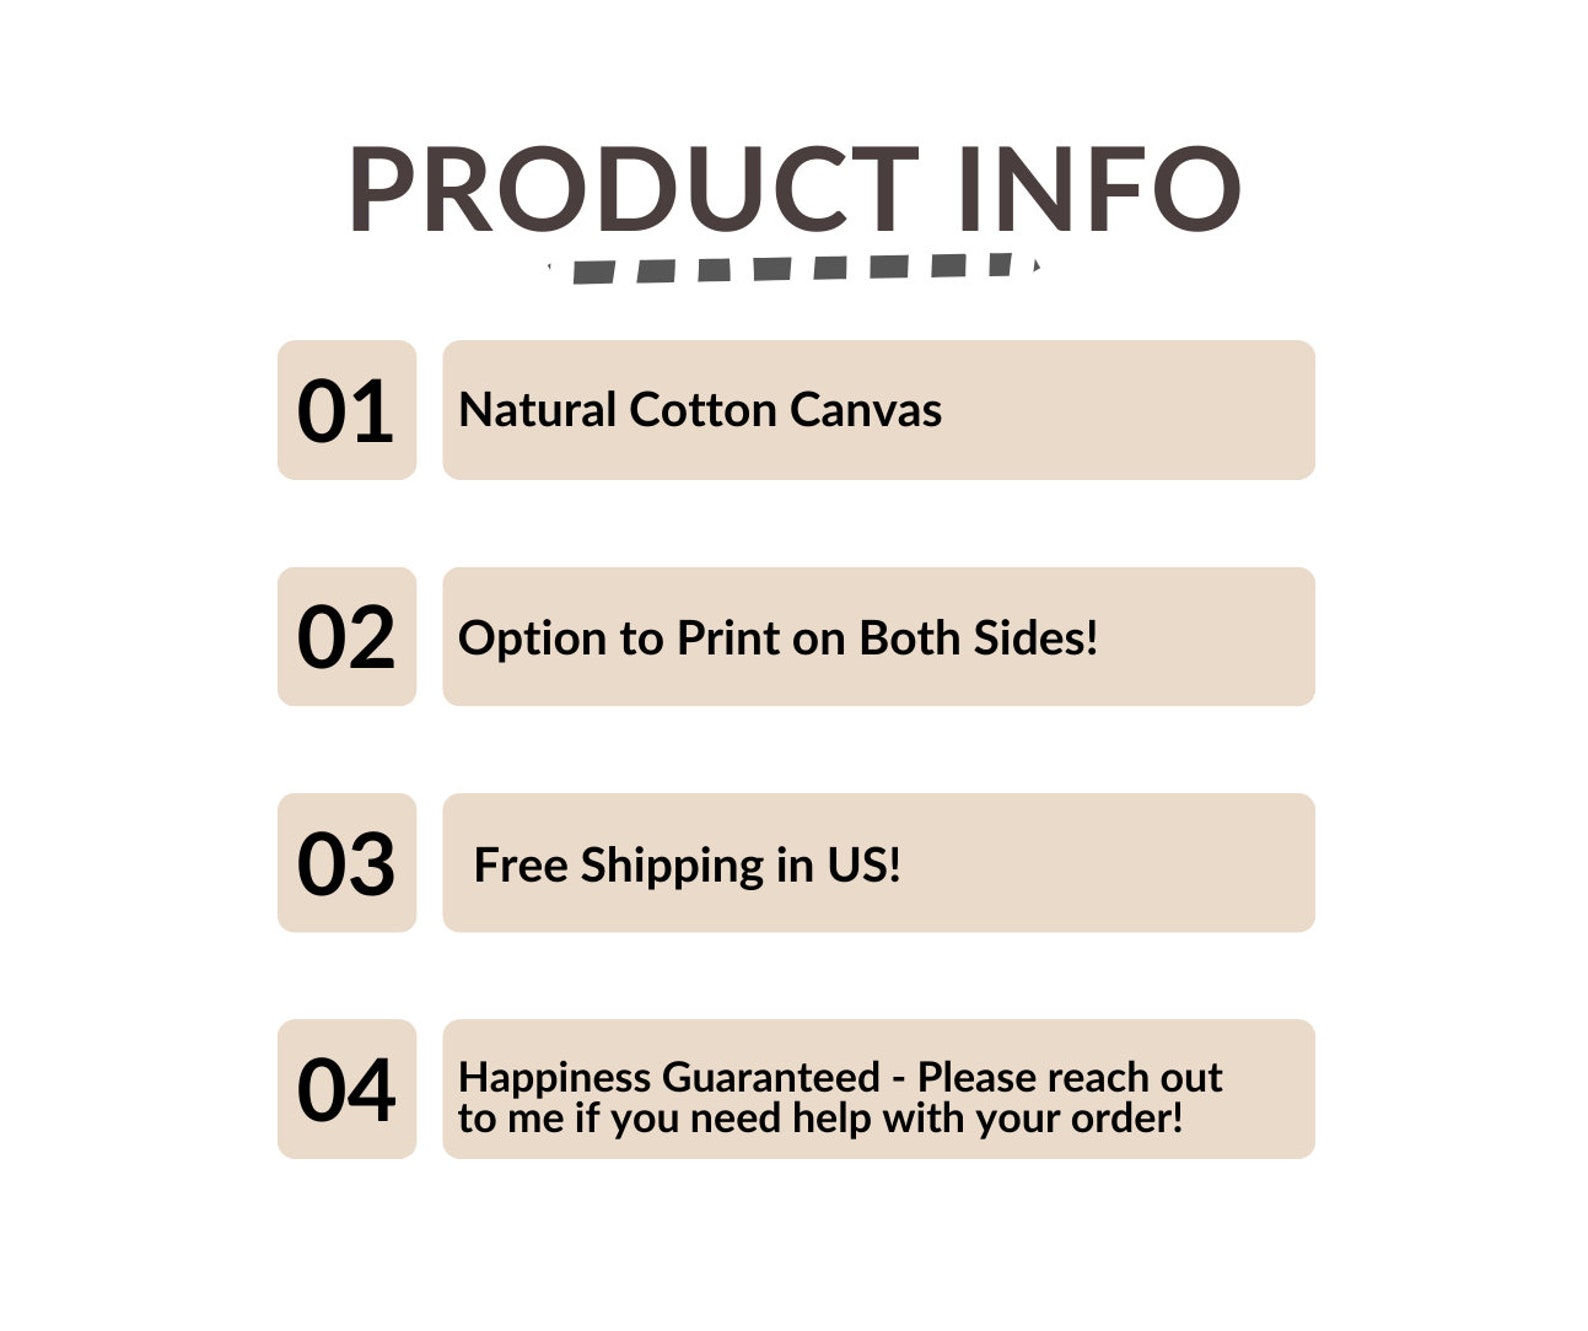 PRODUCT INFO
01
Natural Cotton Canvas
02
Option to Print on Both Sides!
03
Free Shipping in US!
04
Happiness Guaranteed - Please reach out
to me if you need help with your order!